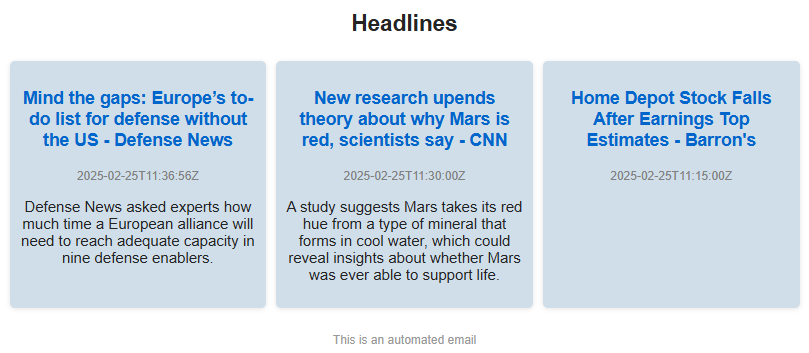 Headlines
Mind the gaps: Europe’s to-
do list for defense without
the US - Defense News
2025-02-25T11:36:56Z
Defense News asked experts how
much time a European alliance will
need to reach adequate capacity in
nine defense enablers.
New research upends
theory about why Mars is
red, scientists say - CNN
2025-02-25T11:30:00Z
A study suggests Mars takes its red
hue from a type of mineral that
forms in cool water, which could
reveal insights about whether Mars
was ever able to support life.
Home Depot Stock Falls
After Earnings Top
Estimates - Barron's
2025-02-25T11:15:00Z
This is an automated email